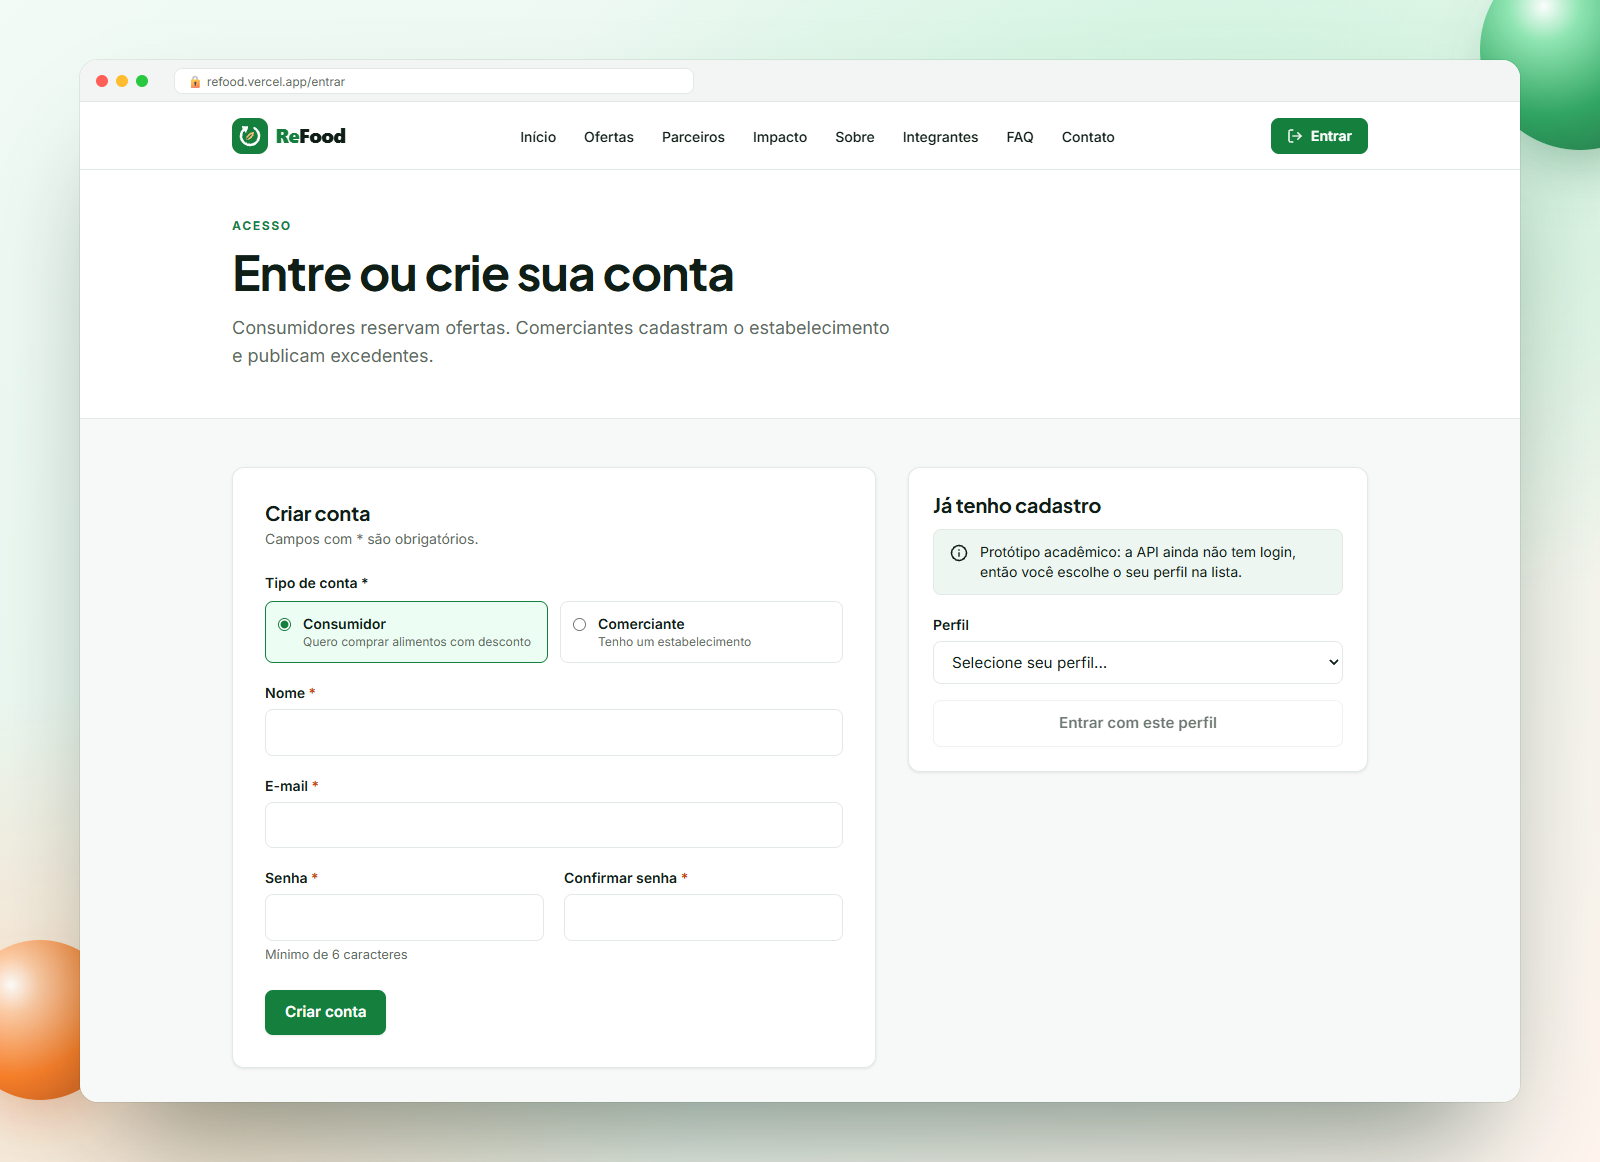 refood.vercel.app/entrar
ReFood
Início
Ofertas
Parceiros
Impacto
Sobre
Integrantes
FAQ
Contato
Entrar
ACESSO
Entre ou crie sua conta
Consumidores reservam ofertas. Comerciantes cadastram o estabelecimento
e publicam excedentes.
Criar conta
Campos com * são obrigatórios.
Tipo de conta *
Consumidor
Quero comprar alimentos com desconto
Comerciante
Tenho um estabelecimento
Nome *
E-mail *
Senha *
Confirmar senha *
Mínimo de 6 caracteres
Criar conta
Já tenho cadastro
Protótipo acadêmico: a API ainda não tem login,
então você escolhe o seu perfil na lista.
Perfil
Selecione seu perfil...
Entrar com este perfil